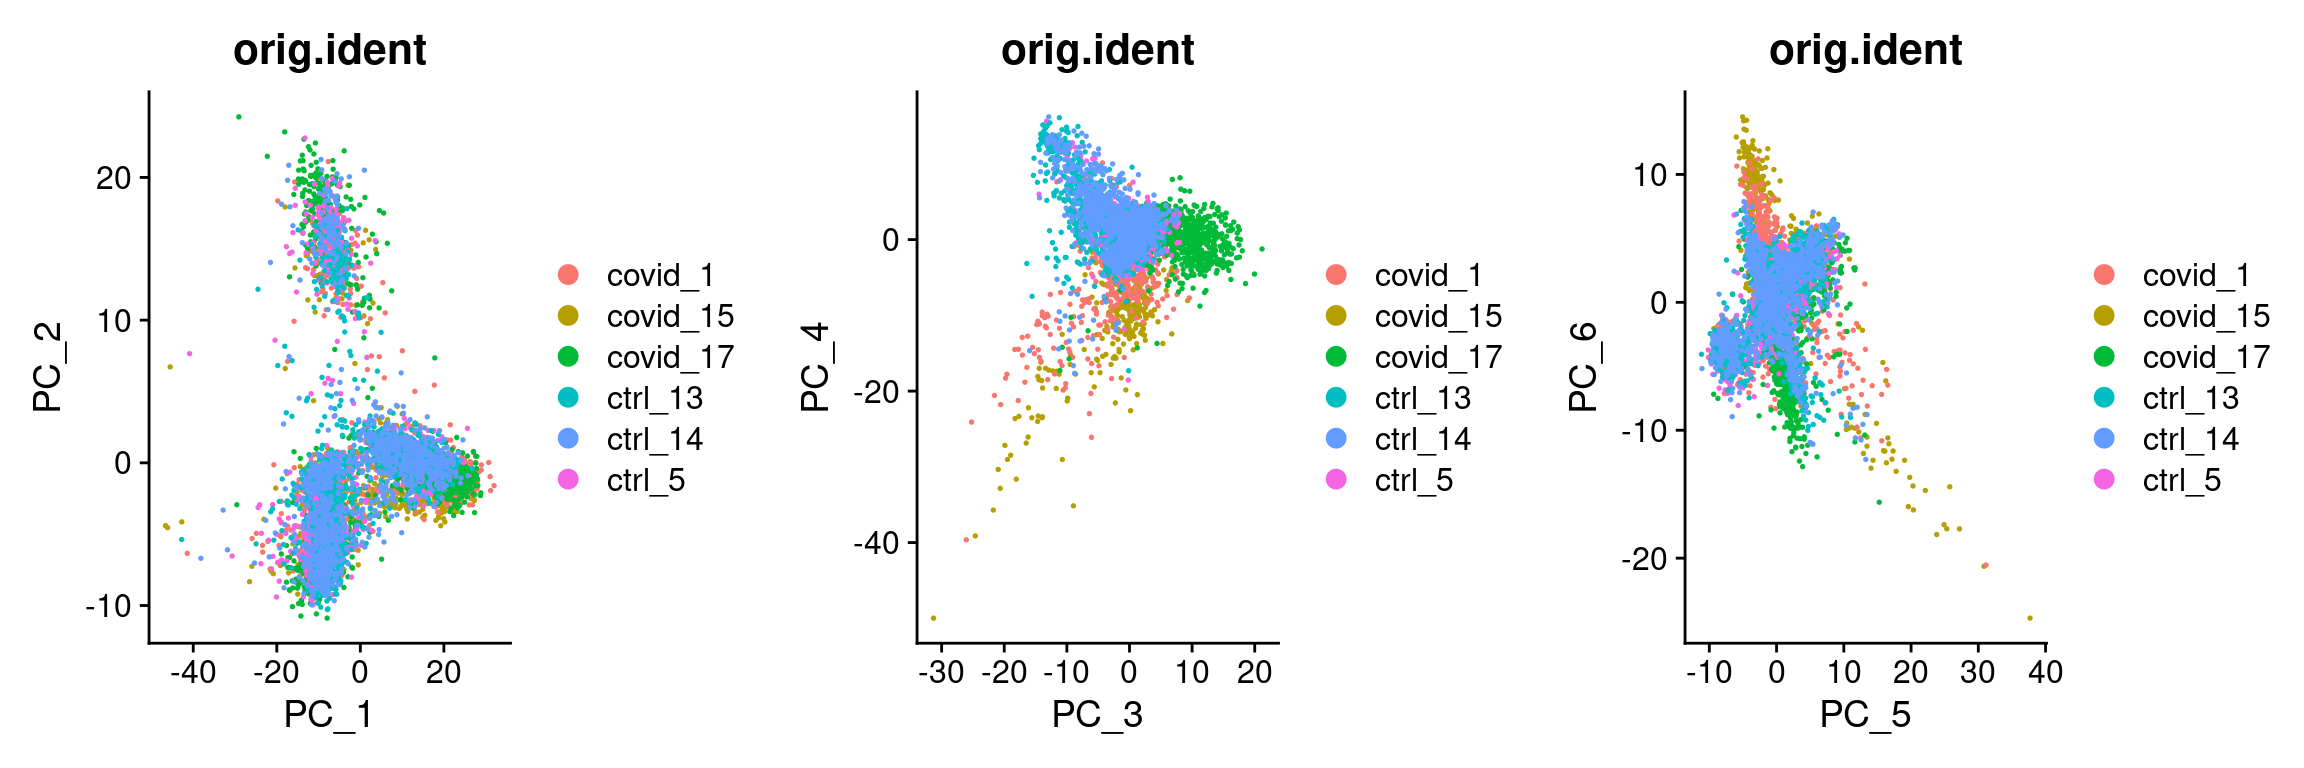 orig.ident
20
10
0
-10
PC_2
-40 -20 0 20
PC_1
covid_1
covid_15
covid_17
ctrl_13
ctrl_14
ctrl_5
orig.ident
0
-20
-40
PC_4
-30 -20 -10 0 10 20
PC_3
covid_1
covid_15
covid_17
ctrl_13
ctrl_14
ctrl_5
orig.ident
10
0
-10
-20
PC_6
-10 0 10 20 30 40
PC_5
covid_1
covid_15
covid_17
ctrl_13
ctrl_14
ctrl_5